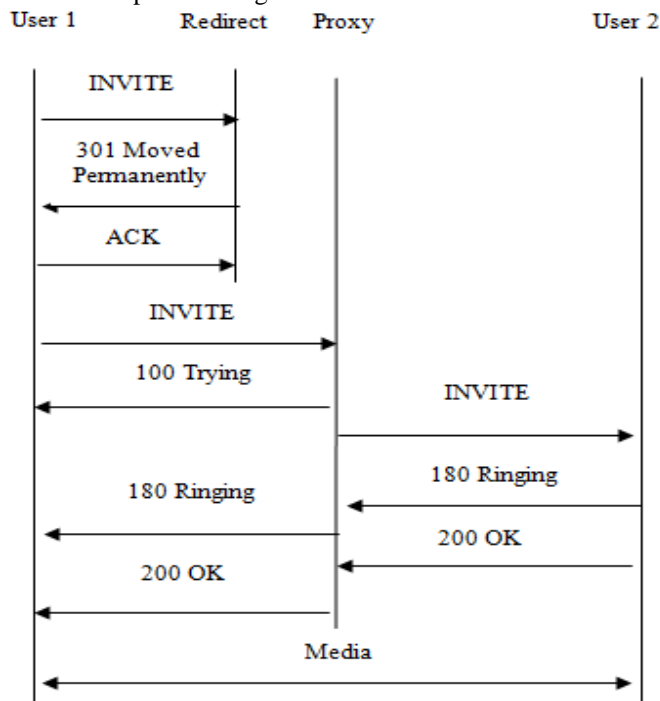 User 1 Redirect Proxy User 2
INVITE
301 Moved
Permanently
ACK
INVITE
100 Trying
INVITE
180 Ringing
180 Ringing
200 OK
200 OK
Media